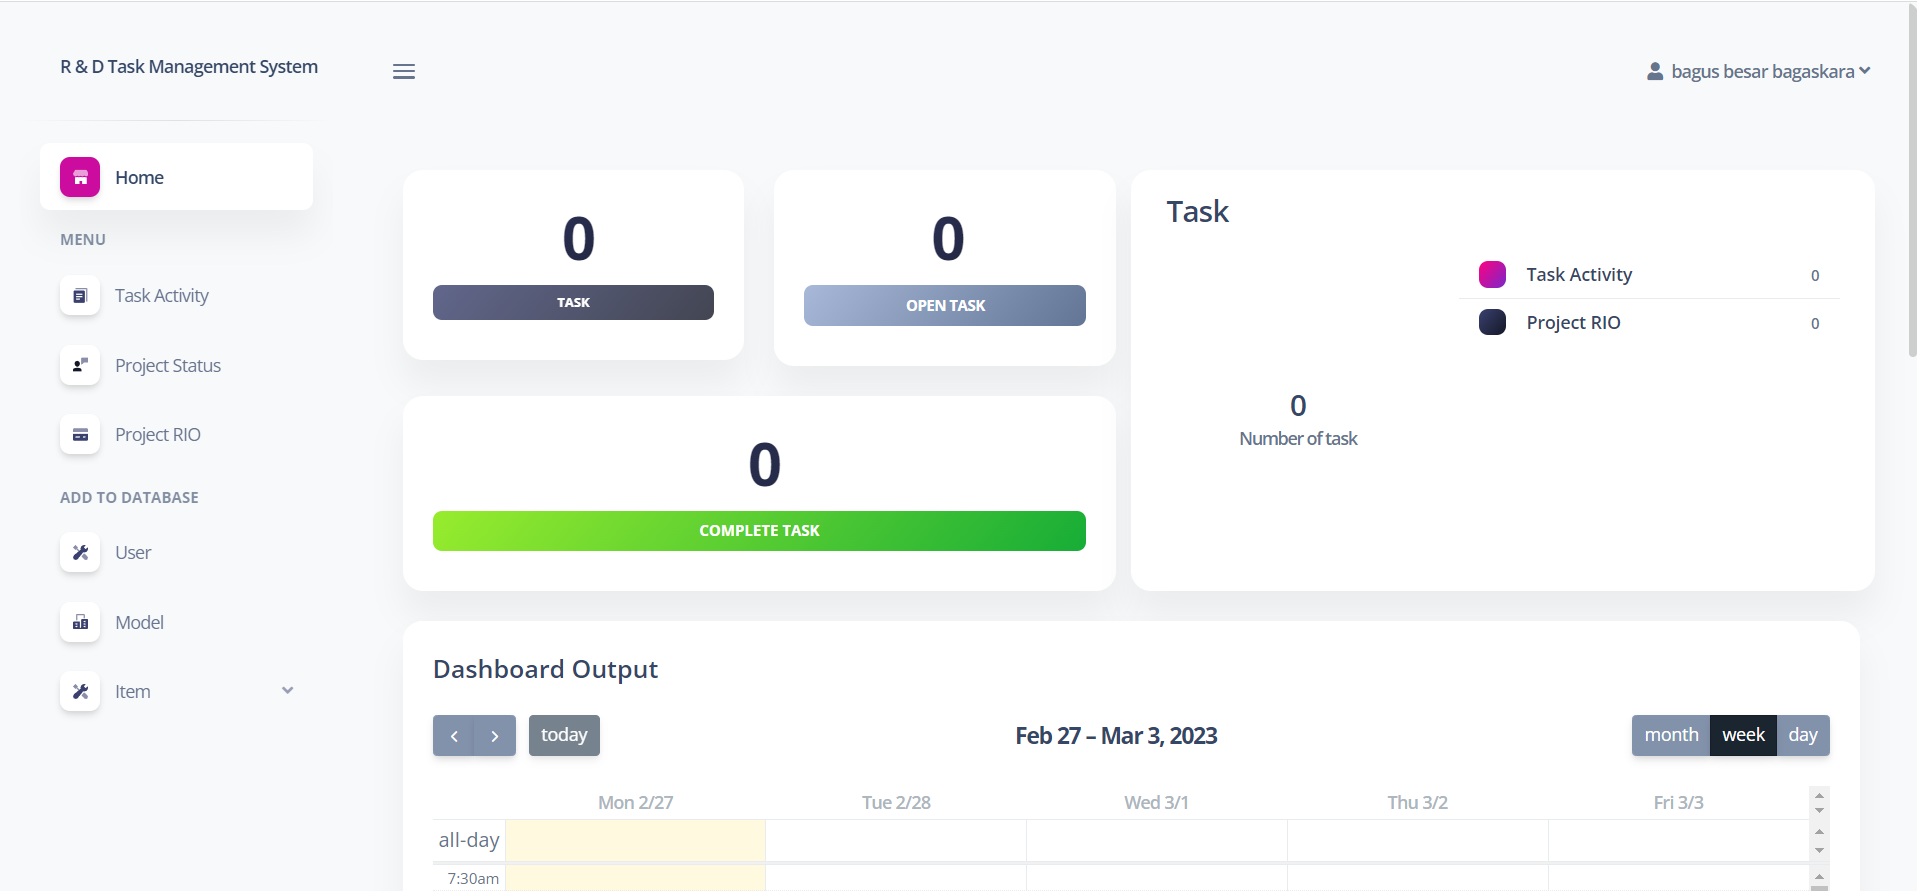 R & D Task Management System
bagus besar bagaskara
Home
MENU
Task Activity
Project Status
Project RIO
ADD TO DATABASE
User
Model
Item
0
TASK
0
OPEN TASK
0
COMPLETE TASK
Task
Task Activity 0
Project RIO 0
0
Number of task
Dashboard Output
today
Feb 27 – Mar 3, 2023
month week day
Mon 2/27 Tue 2/28 Wed 3/1 Thu 3/2 Fri 3/3
all-day
7:30am